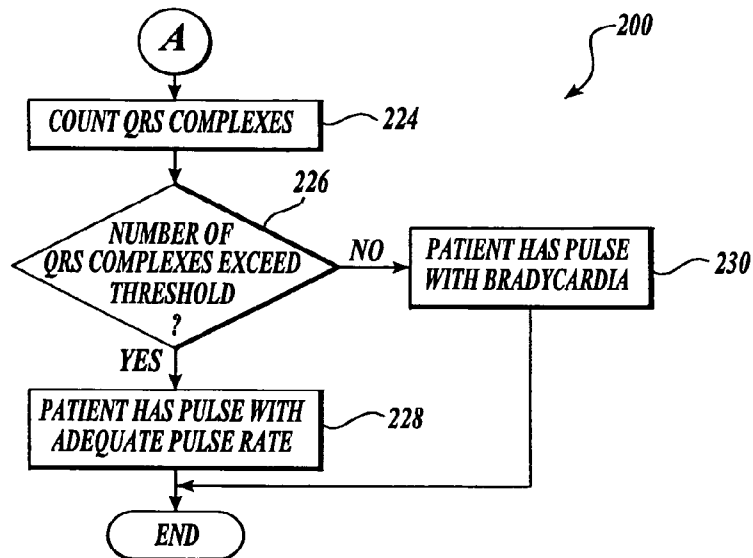 A
200
COUNT QRS COMPLEXES
224
226
NUMBER OF
QRS COMPLEXES EXCEED
THRESHOLD
?
NO
PATIENT HAS PULSE
WITH BRADYCARDIA
230
YES
PATIENT HAS PULSE WITH
ADEQUATE PULSE RATE
228
END